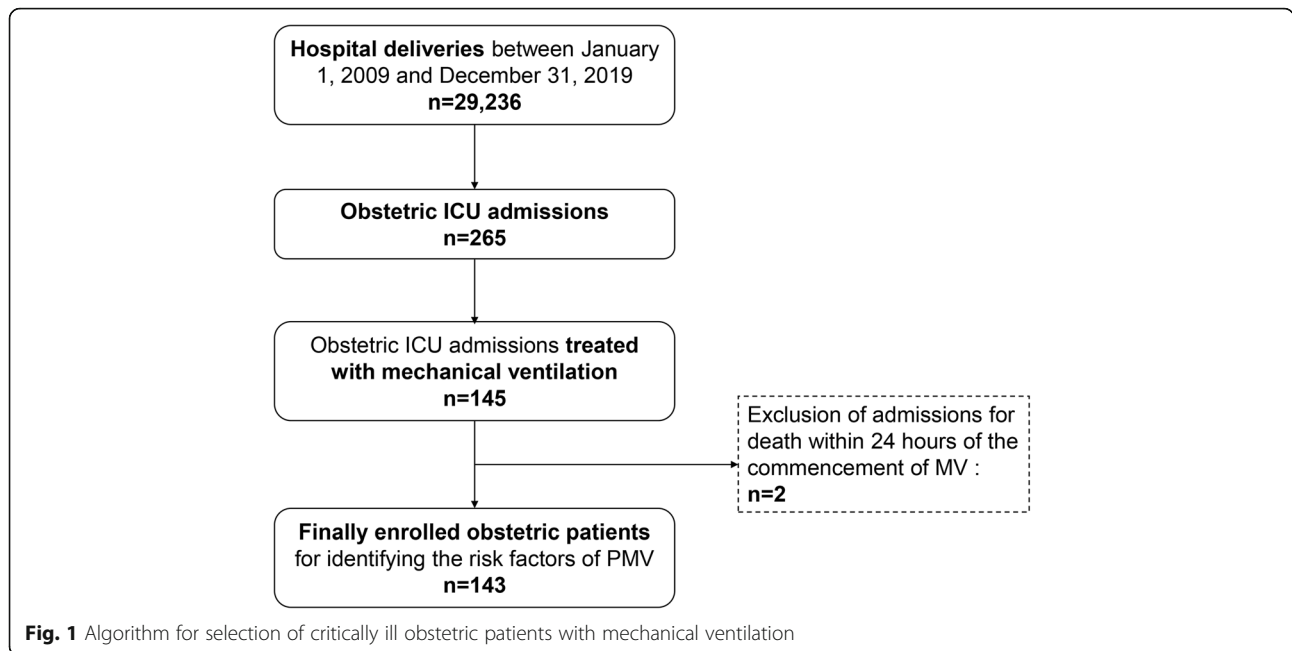 Hospital deliveries between January
1, 2009 and December 31, 2019
n=29,236
Obstetric ICU admissions
n=265
Obstetric ICU admissions treated
with mechanical ventilation
n=145
Exclusion of admissions for
death within 24 hours of the
commencement of MV :
n=2
Finally enrolled obstetric patients
for identifying the risk factors of PMV
n=143
Fig. 1 Algorithm for selection of critically ill obstetric patients with mechanical ventilation